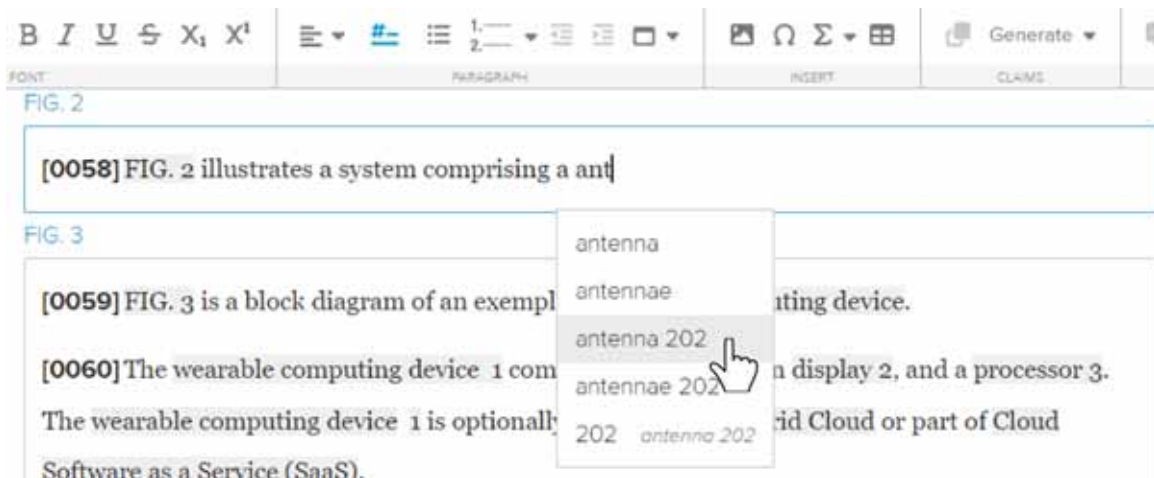 B I U S X₁ X¹ #- 1. 2. Ω Σ Generate
FONT PARAGRAPH INSERT CLAIMS
FIG. 2
[0058] FIG. 2 illustrates a system comprising a ant
FIG. 3
antenna
antennae
antenna 202
antennae 202
202 antenna 202
[0059] FIG. 3 is a block diagram of an exempl uting device.
[0060] The wearable computing device 1 com n display 2, and a processor 3.
The wearable computing device 1 is optionally rid Cloud or part of Cloud
Software as a Service (SaaS).